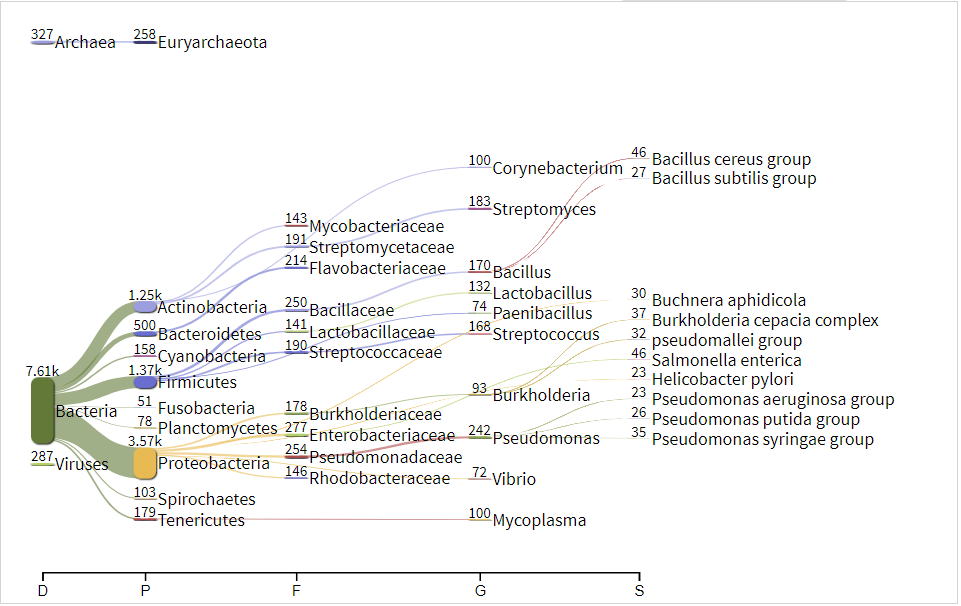 327 Archaea
258 Euryarchaeota
100 Corynebacterium
46 Bacillus cereus group
27 Bacillus subtilis group
183 Streptomyces
143 Mycobacteriaceae
191 Streptomycetaceae
214 Flavobacteriaceae
170 Bacillus
132 Lactobacillus
74 Paenibacillus
168 Streptococcus
1.25k Actinobacteria
500 Bacteroidetes
158 Cyanobacteria
1.37k Firmicutes
250 Bacillaceae
141 Lactobacillaceae
190 Streptococcaceae
30 Buchnera aphidicola
37 Burkholderia cepacia complex
32 pseudomallei group
46 Salmonella enterica
23 Helicobacter pylori
23 Pseudomonas aeruginosa group
26 Pseudomonas putida group
35 Pseudomonas syringae group
7.61k Bacteria
51 Fusobacteria
78 Planctomycetes
3.57k Proteobacteria
178 Burkholderiaceae
277 Enterobacteriaceae
254 Pseudomonadaceae
146 Rhodobacteraceae
93 Burkholderia
242 Pseudomonas
72 Vibrio
287 Viruses
103 Spirochaetes
179 Tenericutes
100 Mycoplasma
D P F G S